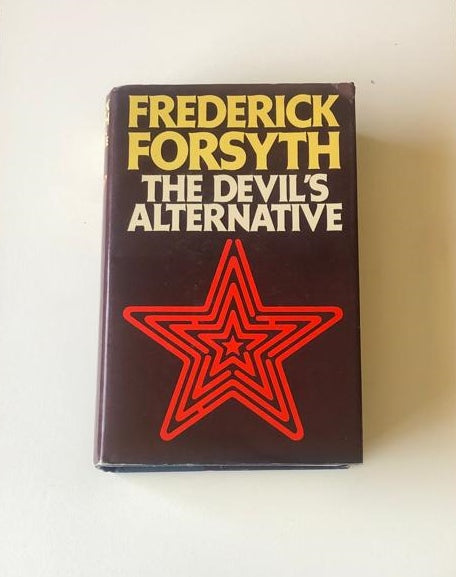 FREDERICK
FORSYTH
THE DEVIL'S
ALTERNATIVE